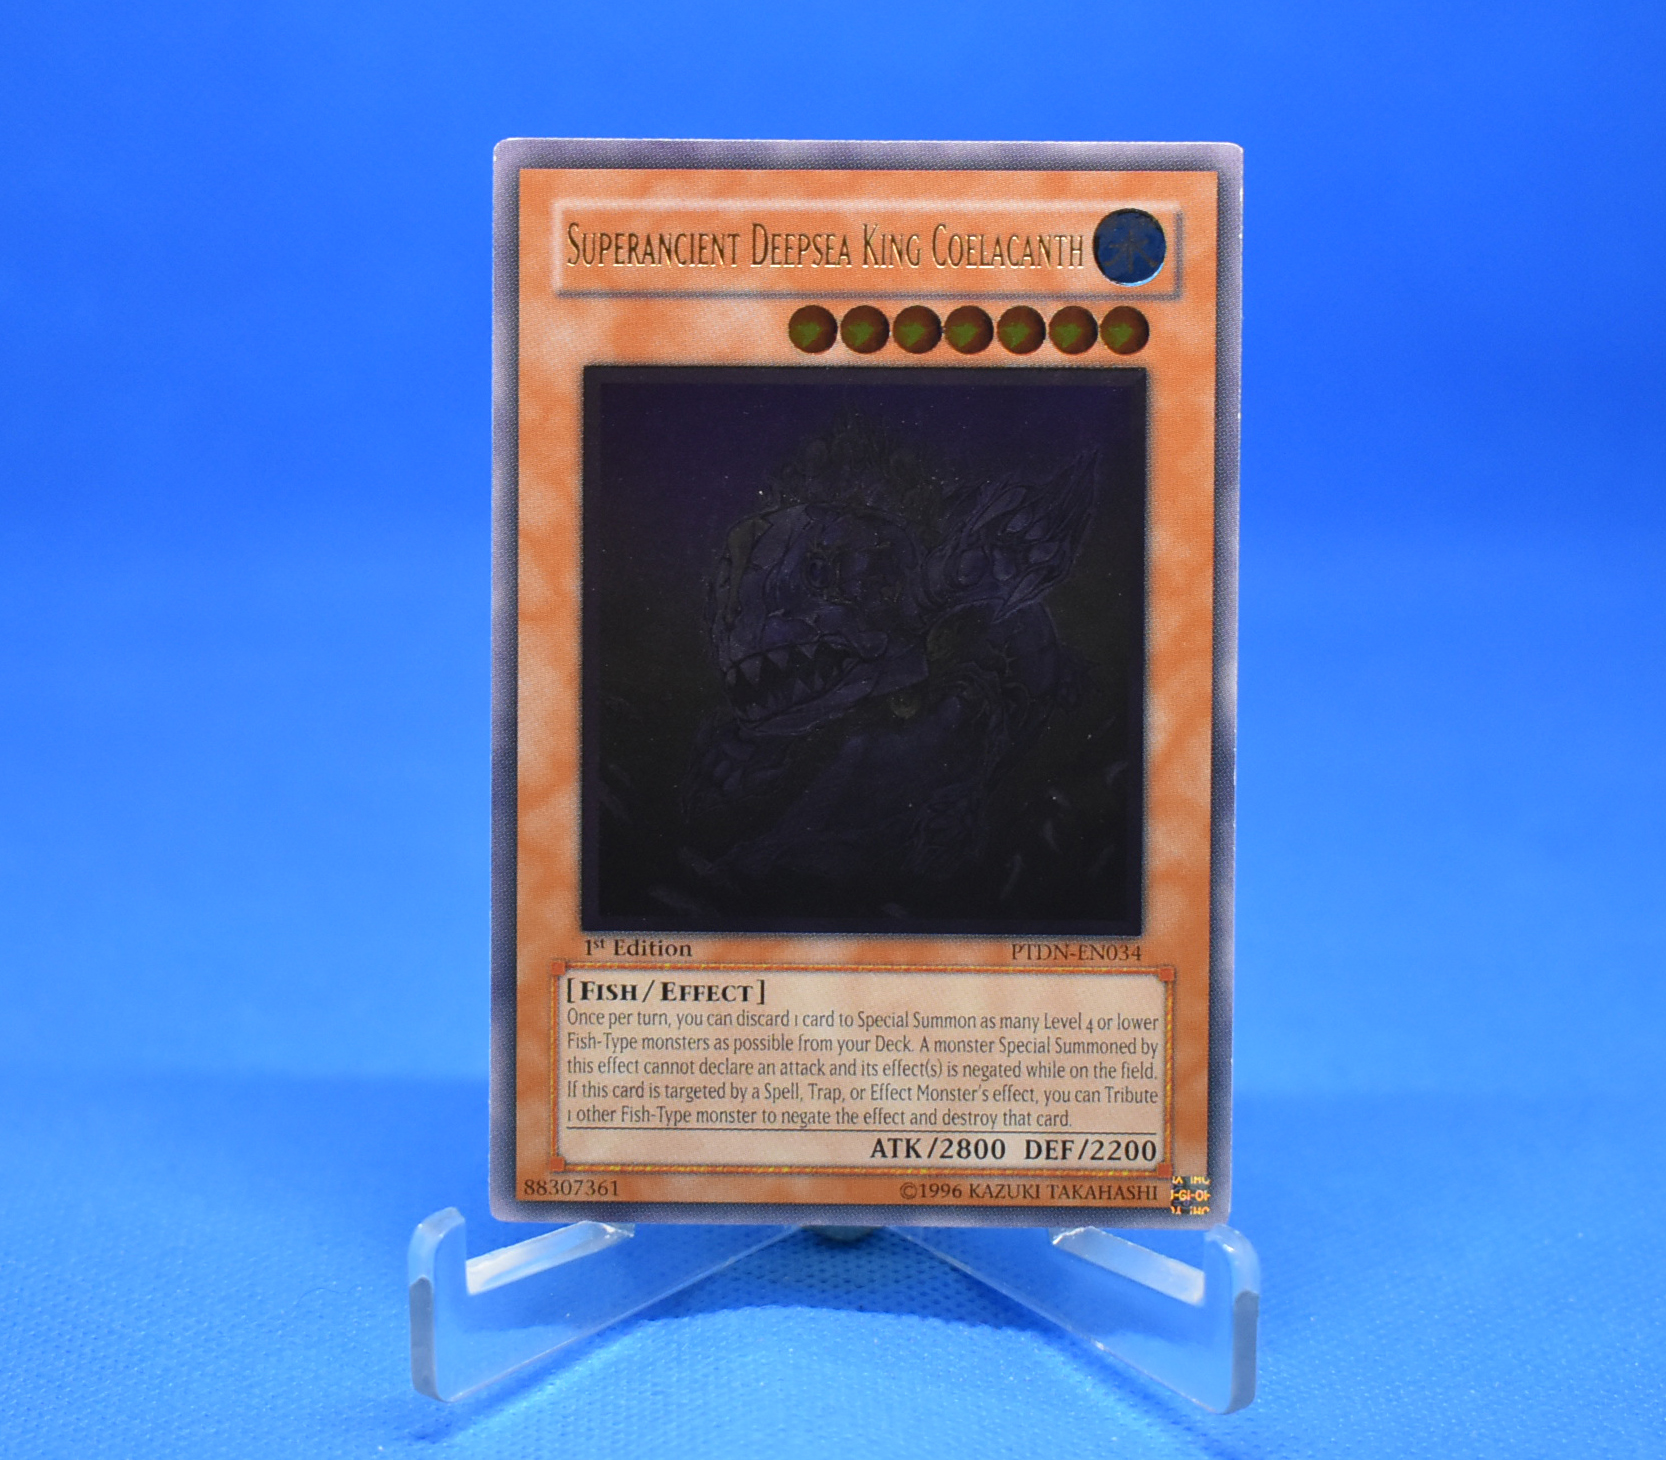 SUPERANCIENT DEEPSEA KING COELACANTH
水
1st Edition
PTDN-EN034
[FISH/EFFECT]
Once per turn, you can discard 1 card to Special Summon as many Level 4 or lower
Fish-Type monsters as possible from your Deck. A monster Special Summoned by
this effect cannot declare an attack and its effect(s) is negated while on the field.
If this card is targeted by a Spell, Trap, or Effect Monster's effect, you can Tribute
1 other Fish-Type monster to negate the effect and destroy that card.
ATK/2800 DEF/2200
88307361
©1996 KAZUKI TAKAHASHI